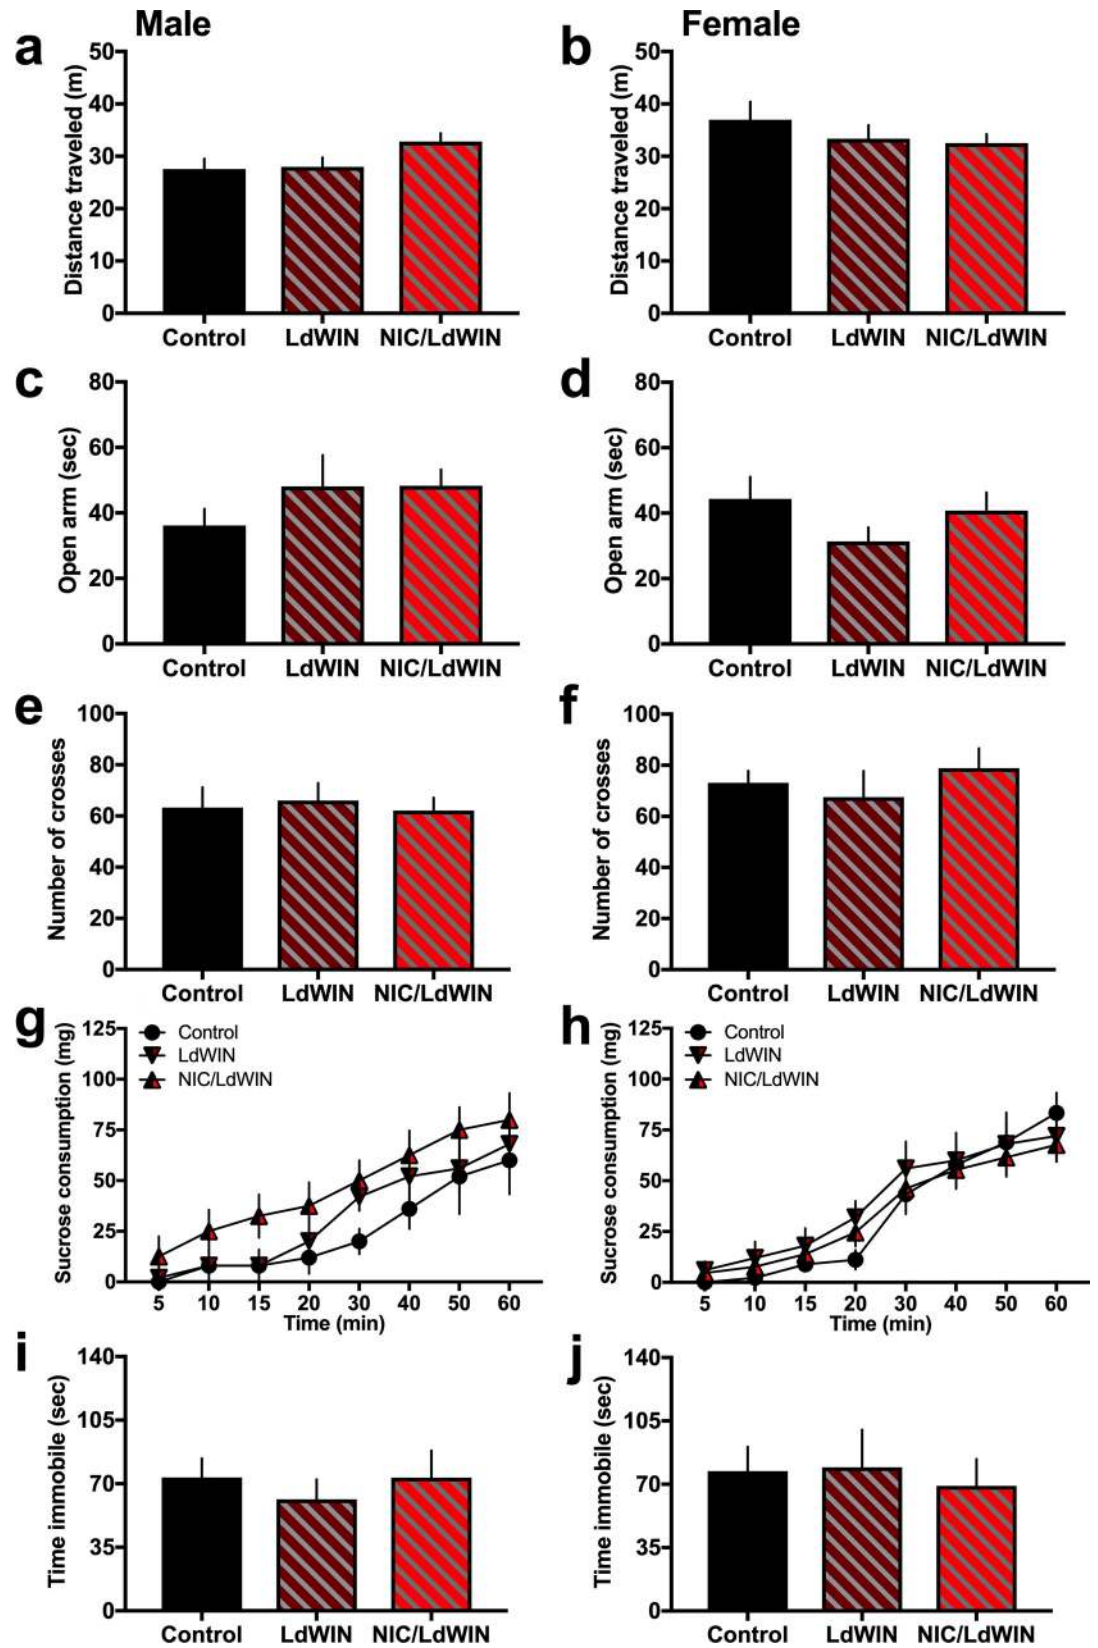 Male
Female
a
Distance traveled (m)
50
40
30
20
10
0
Control LdWIN NIC/LdWIN
b
Distance traveled (m)
50
40
30
20
10
0
Control LdWIN NIC/LdWIN
c
Open arm (sec)
80
60
40
20
0
Control LdWIN NIC/LdWIN
d
Open arm (sec)
80
60
40
20
0
Control LdWIN NIC/LdWIN
e
Number of crosses
100
80
60
40
20
0
Control LdWIN NIC/LdWIN
f
Number of crosses
100
80
60
40
20
0
Control LdWIN NIC/LdWIN
g
Sucrose consumption (mg)
125
100
75
50
25
0
Control
LdWIN
NIC/LdWIN
5 10 15 20 30 40 50 60
Time (min)
h
Sucrose consumption (mg)
125
100
75
50
25
0
Control
LdWIN
NIC/LdWIN
5 10 15 20 30 40 50 60
Time (min)
i
Time immobile (sec)
140
105
70
35
0
Control LdWIN NIC/LdWIN
j
Time immobile (sec)
140
105
70
35
0
Control LdWIN NIC/LdWIN